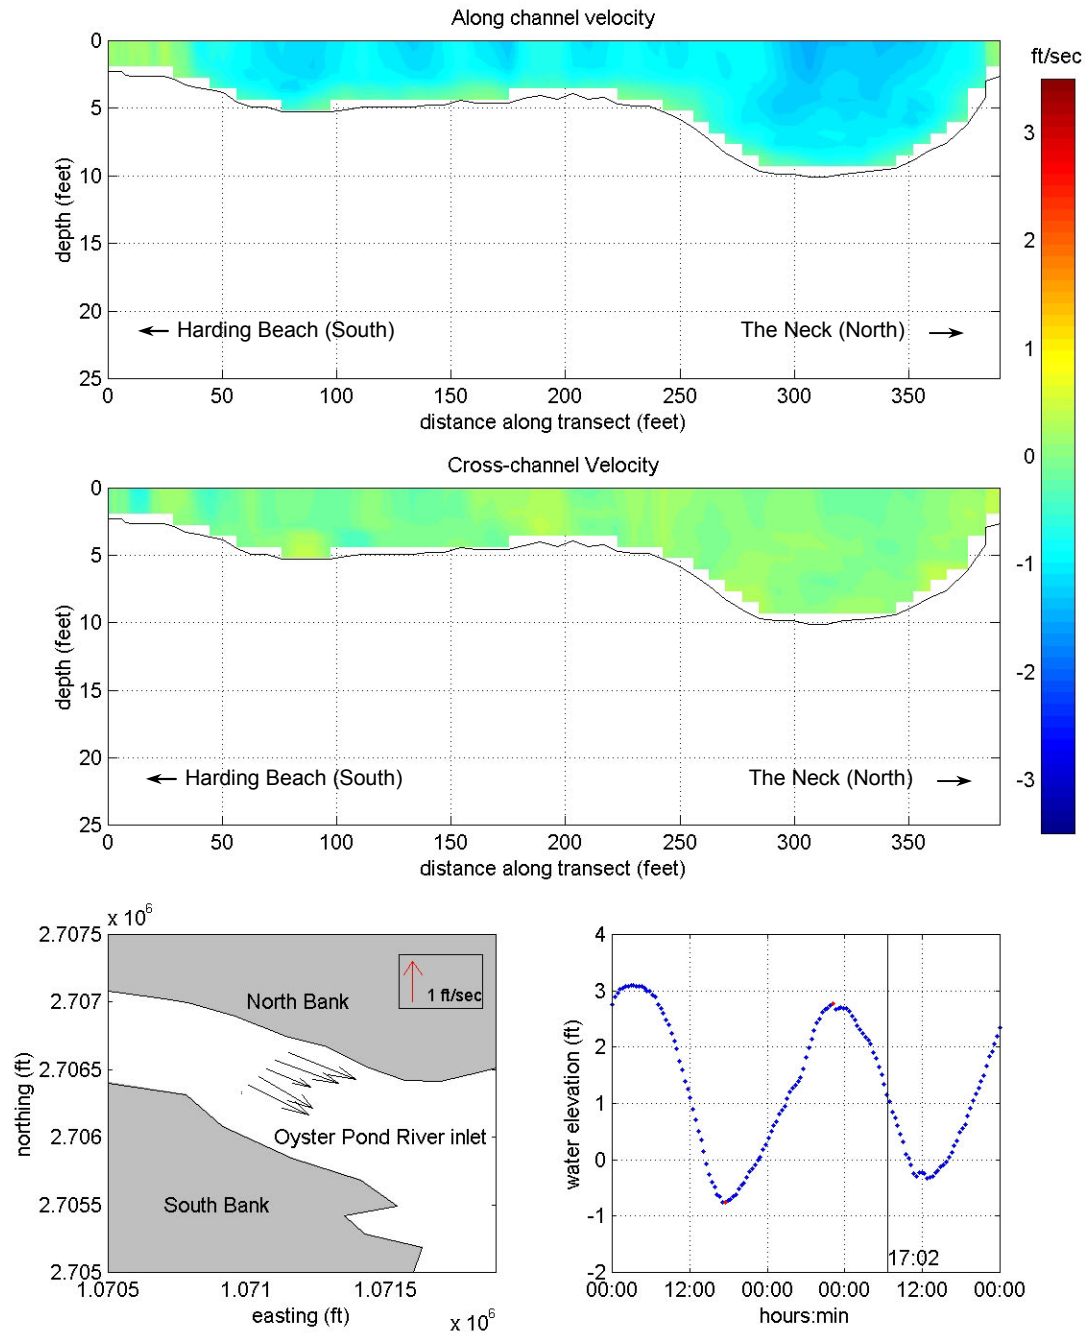 Along channel velocity
ft/sec
0
5
10
15
20
25
depth (feet)
Harding Beach (South)
The Neck (North)
0 50 100 150 200 250 300 350
distance along transect (feet)
3
2
1
0
-1
-2
-3
Cross-channel Velocity
0
5
10
15
20
25
depth (feet)
Harding Beach (South)
The Neck (North)
0 50 100 150 200 250 300 350
distance along transect (feet)
x 10^6
2.7075
2.707
2.7065
2.706
2.7055
2.705
northing (ft)
North Bank
1 ft/sec
Oyster Pond River inlet
South Bank
1.0705 1.071 1.0715
easting (ft)
x 10^6
4
3
2
1
0
-1
-2
water elevation (ft)
17:02
00:00 12:00 00:00 00:00 12:00 00:00
hours:min